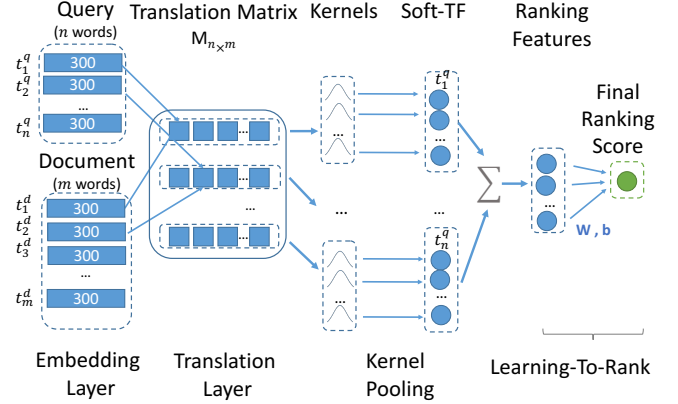 Query
(n words)
t_1^q 300
t_2^q 300
...
t_n^q 300
Document
(m words)
t_1^d 300
t_2^d 300
t_3^d 300
...
t_m^d 300
Embedding
Layer
Translation Matrix
M_{n×m}
...
...
...
...
Translation
Layer
Kernels
...
...
...
Soft-TF
t_1^q
...
...
t_n^q
...
Kernel
Pooling
Σ
Ranking
Features
...
W , b
Final
Ranking
Score
Learning-To-Rank